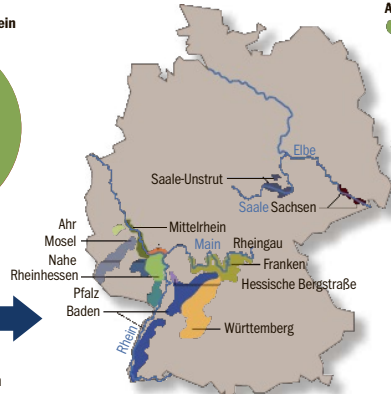 ein
A
Elbe
Saale-Unstrut
Saale
Sachsen
Ahr
Mittelrhein
Mosel
Main
Rheingau
Nahe
Franken
Rheinhessen
Hessische Bergstraße
Pfalz
Baden
Württemberg
Rhein